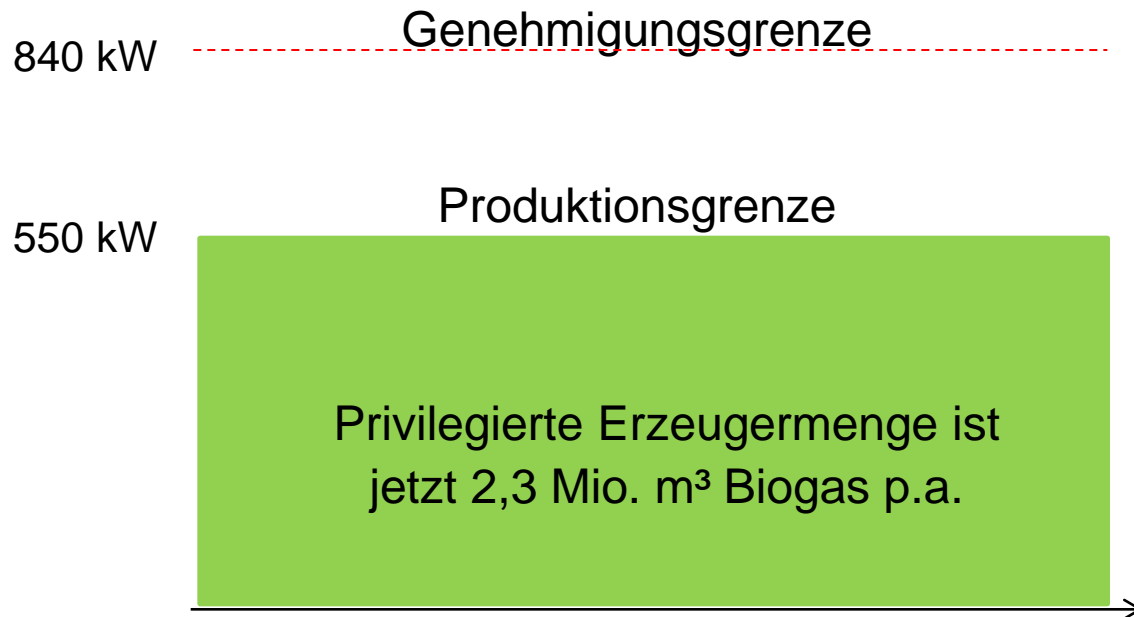 Genehmigungsgrenze
840 kW
Produktionsgrenze
550 kW
Privilegierte Erzeugermenge ist
jetzt 2,3 Mio. m³ Biogas p.a.